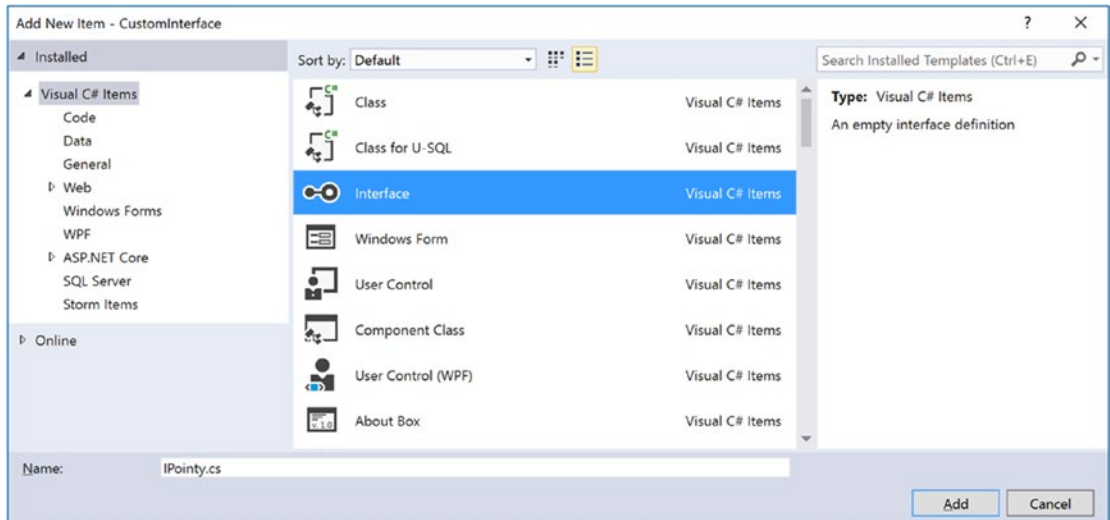 Add New Item - CustomInterface
? ×
Installed
Visual C# Items
Code
Data
General
Web
Windows Forms
WPF
ASP.NET Core
SQL Server
Storm Items
Online
Sort by: Default
Class Visual C# Items
Class for U-SQL Visual C# Items
Interface Visual C# Items
Windows Form Visual C# Items
User Control Visual C# Items
Component Class Visual C# Items
User Control (WPF) Visual C# Items
About Box Visual C# Items
Search Installed Templates (Ctrl+E)
Type: Visual C# Items
An empty interface definition
Name: IPointy.cs
Add Cancel